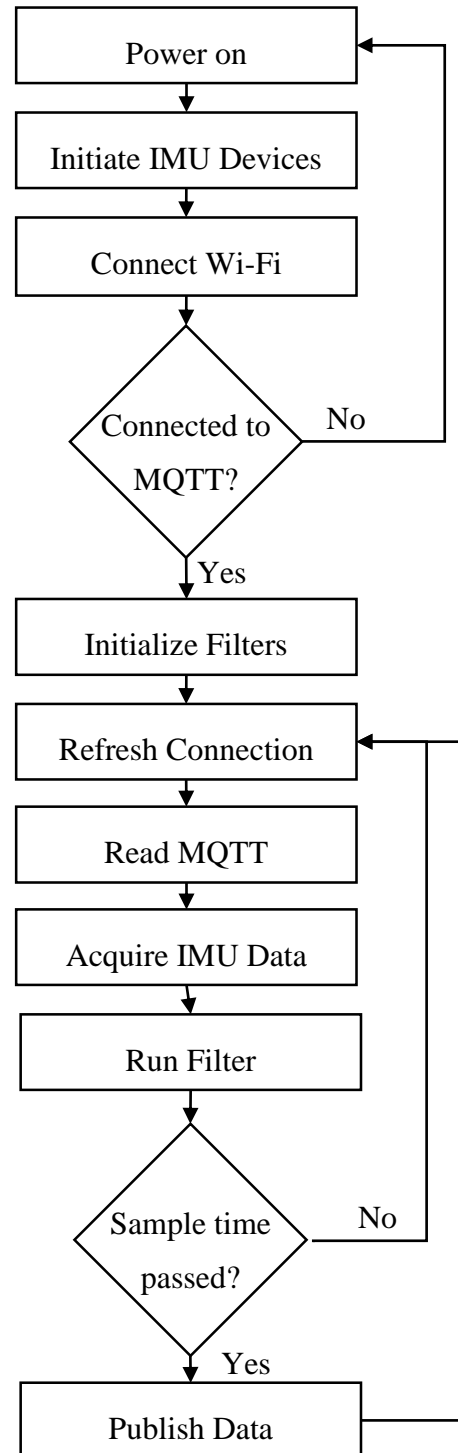 Power on
Initiate IMU Devices
Connect Wi-Fi
Connected to
MQTT?
No
Yes
Initialize Filters
Refresh Connection
Read MQTT
Acquire IMU Data
Run Filter
Sample time
passed?
No
Yes
Publish Data